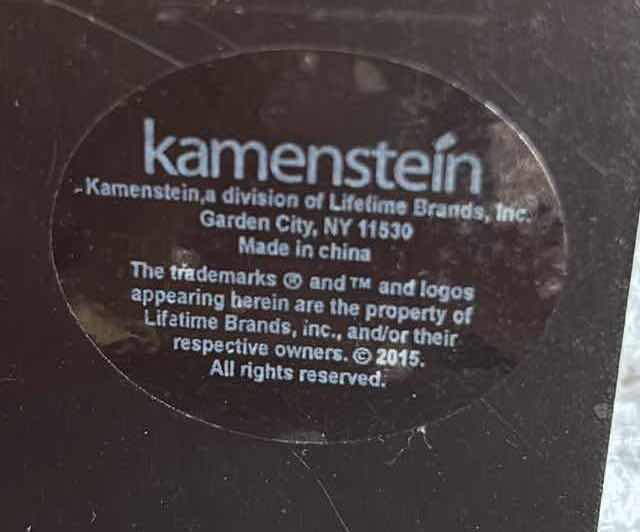 kamenstein
Kamenstein,a division of Lifetime Brands, Inc.
Garden City, NY 11530
Made in china
The trademarks ® and ™ and logos
appearing herein are the property of
Lifetime Brands, inc., and/or their
respective owners. © 2015.
All rights reserved.